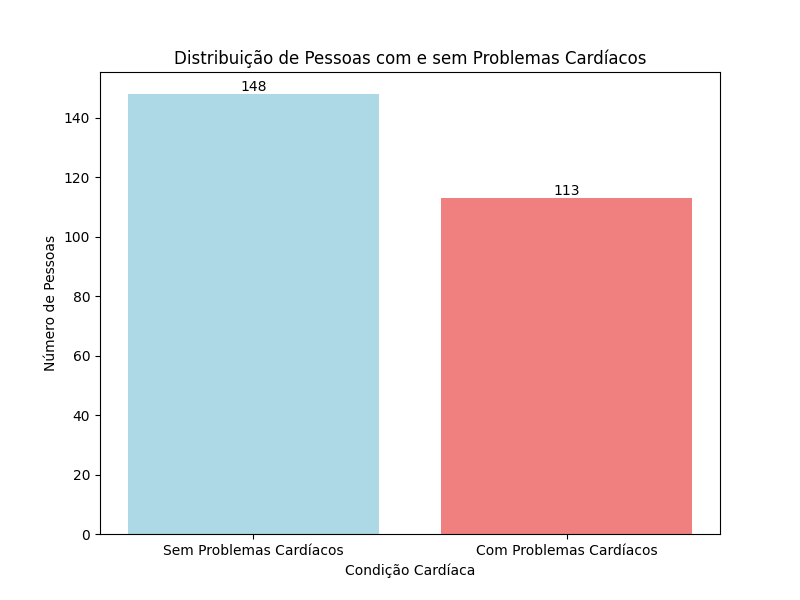 Distribuição de Pessoas com e sem Problemas Cardíacos
148
113
140
120
100
80
60
40
20
0
Número de Pessoas
Sem Problemas Cardíacos
Com Problemas Cardíacos
Condição Cardíaca